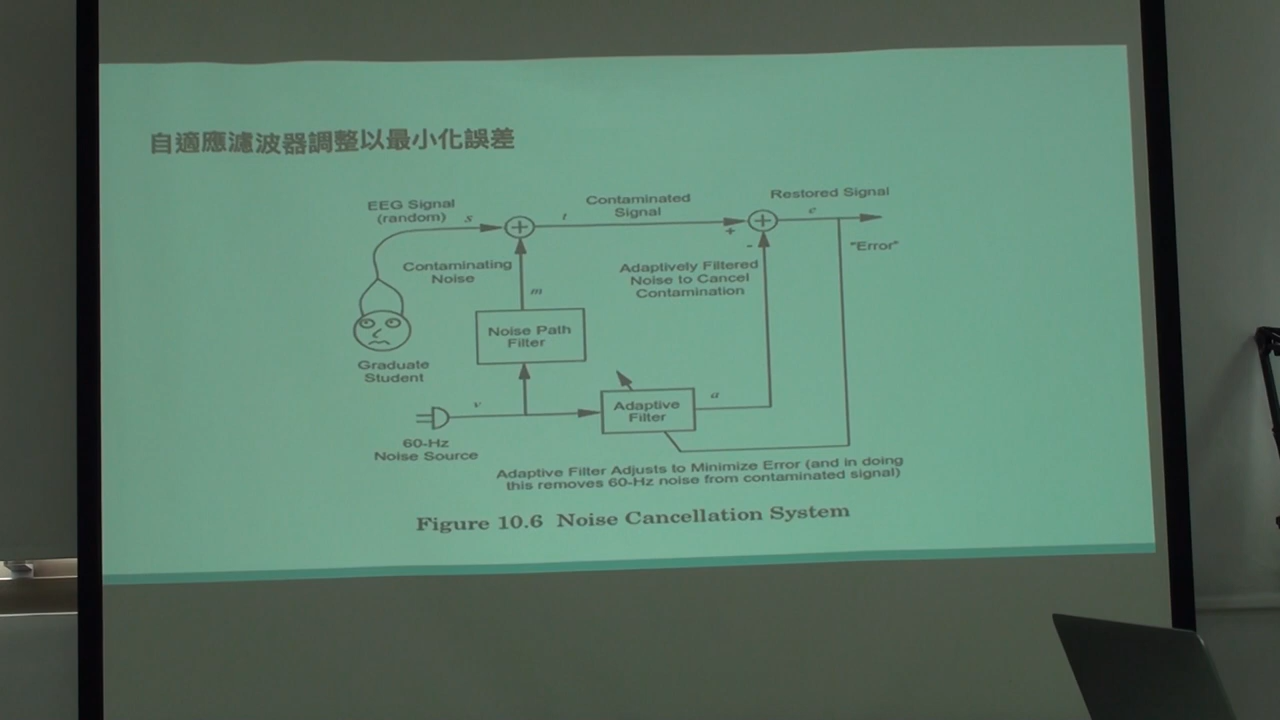 自適應濾波器調整以最小化誤差
EEG Signal
(random)
s
t
Contaminated
Signal
Restored Signal
e
+
-
"Error"
Contaminating
Noise
m
Adaptively Filtered
Noise to Cancel
Contamination
Noise Path
Filter
Graduate
Student
v
Adaptive
Filter
a
60-Hz
Noise Source
Adaptive Filter Adjusts to Minimize Error (and in doing
this removes 60-Hz noise from contaminated signal)
Figure 10.6 Noise Cancellation System